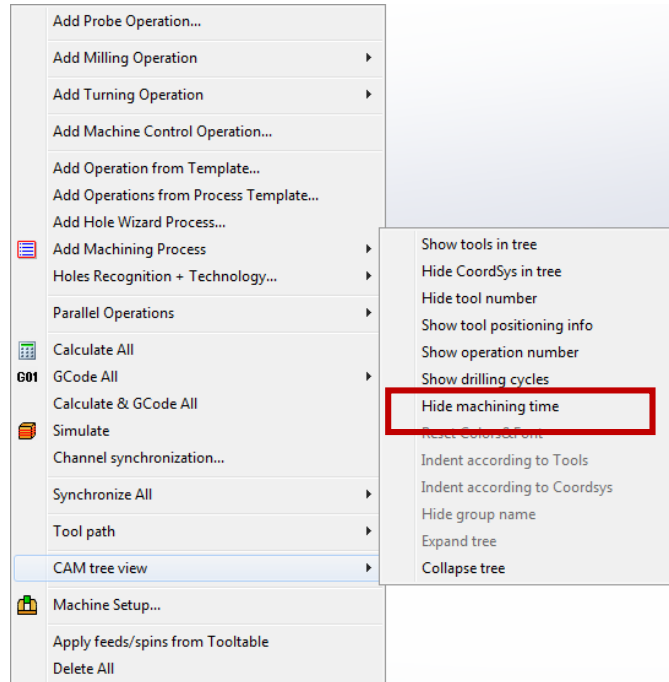 Add Probe Operation...
Add Milling Operation
Add Turning Operation
Add Machine Control Operation...
Add Operation from Template...
Add Operations from Process Template...
Add Hole Wizard Process...
Add Machining Process
Holes Recognition + Technology...
Parallel Operations
Calculate All
G01 GCode All
Calculate & GCode All
Simulate
Channel synchronization...
Synchronize All
Tool path
CAM tree view
Machine Setup...
Apply feeds/spins from Tooltable
Delete All
Show tools in tree
Hide CoordSys in tree
Hide tool number
Show tool positioning info
Show operation number
Show drilling cycles
Hide machining time
Reset Colors&Font
Indent according to Tools
Indent according to Coordsys
Hide group name
Expand tree
Collapse tree